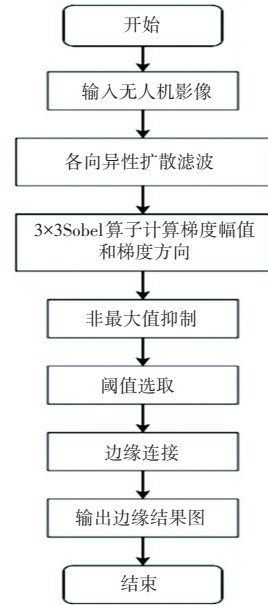 开始
输入无人机影像
各向异性扩散滤波
3×3Sobel算子计算梯度幅值
和梯度方向
非最大值抑制
阈值选取
边缘连接
输出边缘结果图
结束